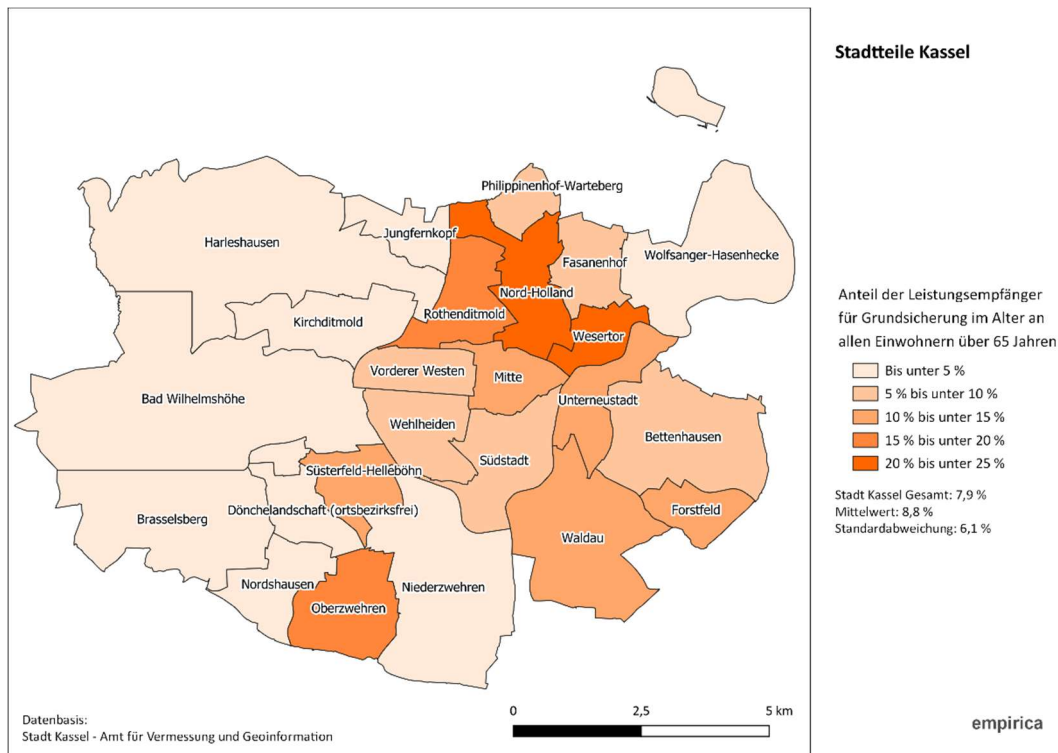 Stadtteile Kassel
Philippinenhof-Warteberg
Jungfernkopf
Harleshausen
Fasanenhof
Wolfsanger-Hasenhecke
Nord-Holland
Rothenditmold
Kirchditmold
Wesertor
Vorderer Westen
Mitte
Bad Wilhelmshöhe
Unterneustadt
Wehlheiden
Bettenhausen
Südstadt
Süsterfeld-Helleböhn
Dönchelandschaft (ortsbezirksfrei)
Forstfeld
Brasselsberg
Waldau
Nordshausen
Niederzwehren
Oberzwehren
Anteil der Leistungsempfänger
für Grundsicherung im Alter an
allen Einwohnern über 65 Jahren
Bis unter 5 %
5 % bis unter 10 %
10 % bis unter 15 %
15 % bis unter 20 %
20 % bis unter 25 %
Stadt Kassel Gesamt: 7,9 %
Mittelwert: 8,8 %
Standardabweichung: 6,1 %
0 2,5 5 km
Datenbasis:
Stadt Kassel - Amt für Vermessung und Geoinformation
empirica